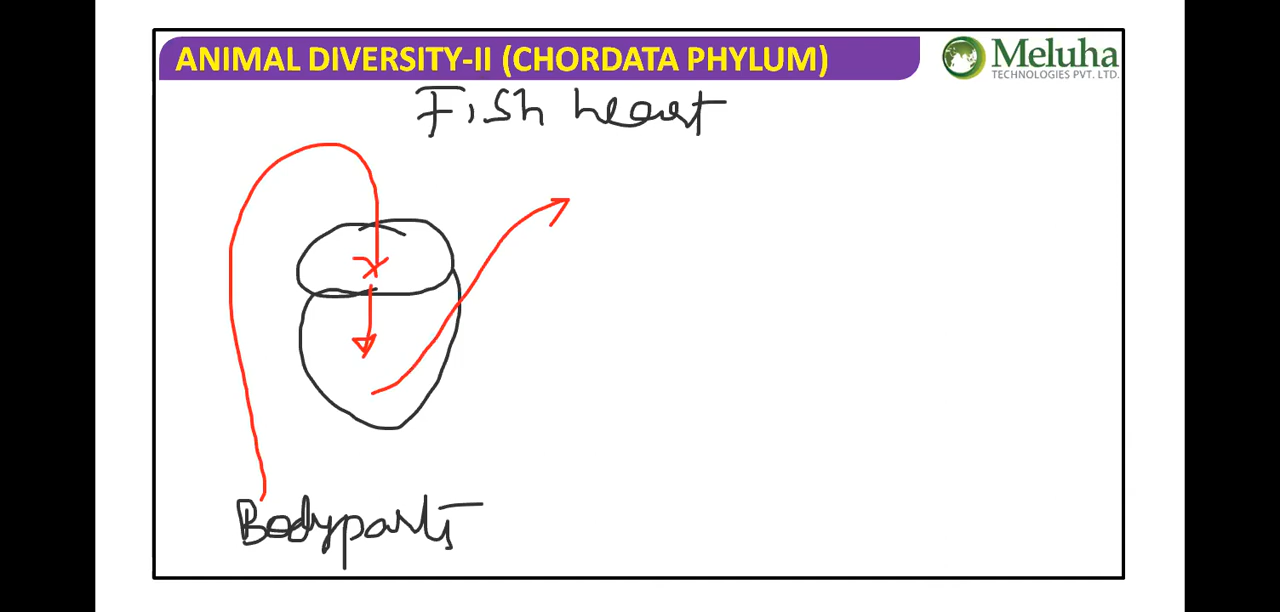 ANIMAL DIVERSITY-II (CHORDATA PHYLUM)
Meluha
TECHNOLOGIES PVT. LTD.
Fish heart
Bodyparts